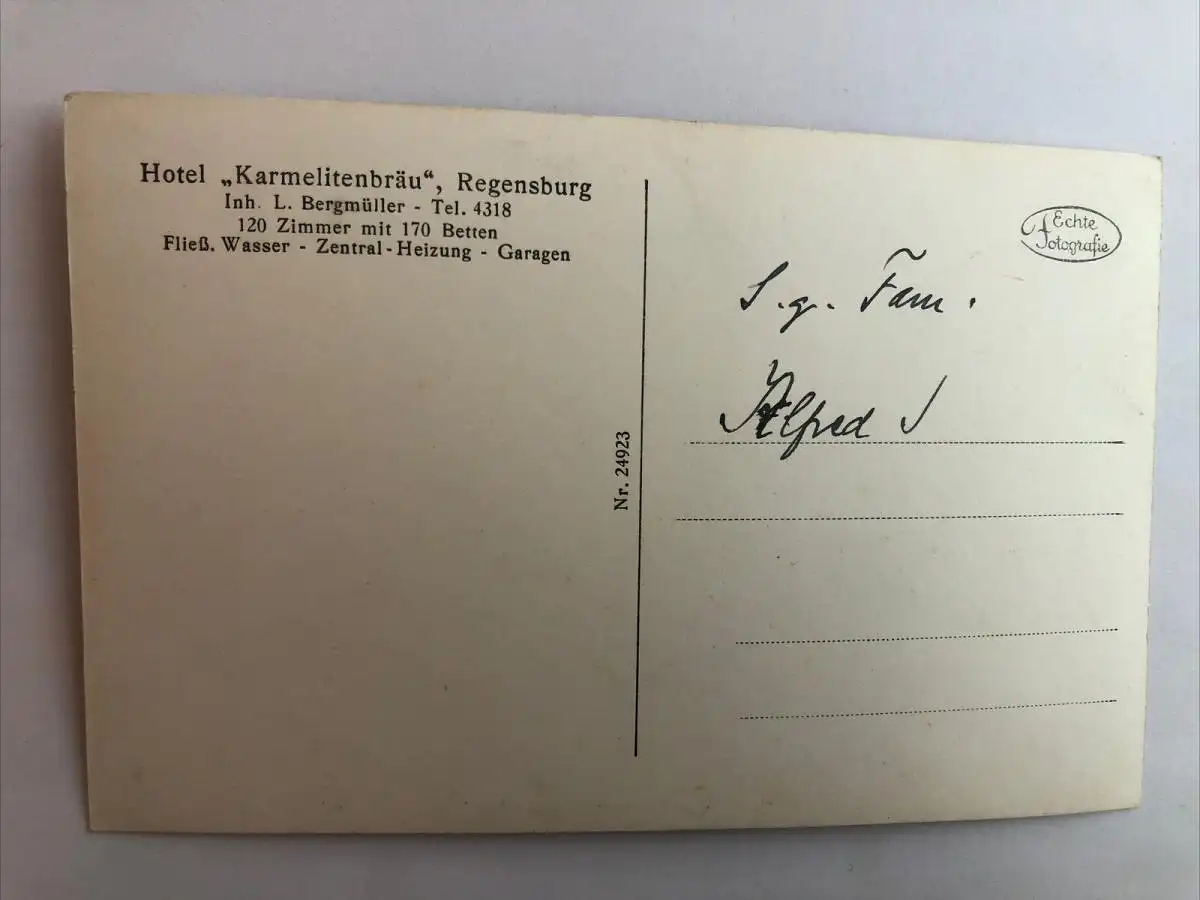 Hotel „Karmelitenbräu“, Regensburg
Inh. L. Bergmüller - Tel. 4318
120 Zimmer mit 170 Betten
Fließ. Wasser - Zentral-Heizung - Garagen
Nr. 24923
Echte
Fotografie
S. g. Fam.
Alfred S